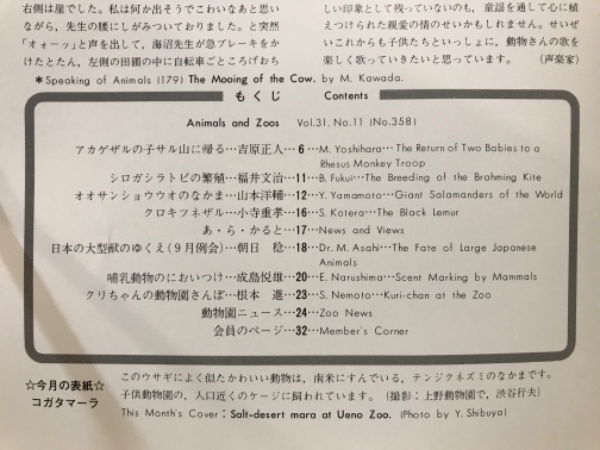 右側は崖でした。私は何か出そうでこわいなあと思い
ながら、先生の腰にしがみついておりました。と突然
「オォーッ」と声を出して、海沼先生が急ブレーキをか
けたとたん、左側の田圃の中に自転車ごところげおち
しい印象として残っていないのも、童謡を通して心に植
えつけられた親愛の情のせいかもしれません。せいぜ
いこれからも子供たちといっしょに、動物さんの歌を
楽しく歌っていきたいと思っています。 (声楽家)
*Speaking of Animals (179) The Mooing of the Cow. by M. Kawada.
もくじ Contents
Animals and Zoos Vol.31, No.11 (No.358)
アカゲザルの子サル山に帰る…吉原正人…6…M. Yoshihara…The Return of Two Babies to a
Rhesus Monkey Troop
シロガシラトビの繁殖…福井文治…11…B. Fukui…The Breeding of the Brahming Kite
オオサンショウウオのなかま…山本洋輔…12…Y. Yamamoto…Giant Salamanders of the World
クロキツネザル…小寺重孝…16…S. Kotera…The Black Lemur
あ・ら・かると…17…News and Views
日本の大型獣のゆくえ(9月例会)…朝日 稔…18…Dr. M. Asahi…The Fate of Large Japanese
Animals
哺乳動物のにおいつけ…成島悦雄…20…E. Narushima…Scent Marking by Mammals
クリちゃんの動物園さんぽ…根本 進…23…S. Nemoto…Kuri-chan at the Zoo
動物園ニュース…24…Zoo News
会員のページ…32…Member's Corner
☆今月の表紙☆
コガタマーラ
このウサギによく似たかわいい動物は、南米にすんでいる、テンジクネズミのなかまです。
子供動物園の、入口近くのケージに飼われています。 (撮影：上野動物園で、渋谷行夫)
This Month's Cover : Salt-desert mara at Ueno Zoo. (Photo by Y. Shibuya)